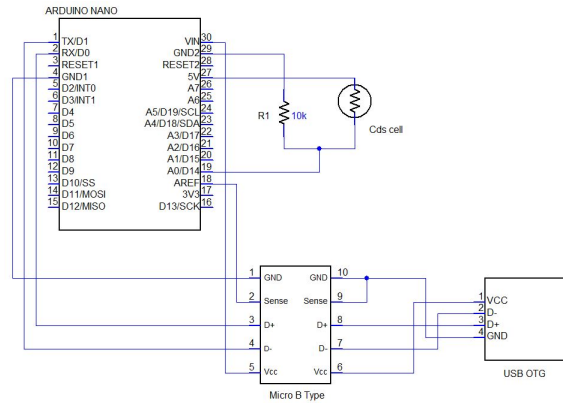 ARDUINO NANO
1 TX/D1 VIN 30
2 RX/D0 GND2 29
3 RESET1 RESET2 28
4 GND1 5V 27
5 D2/INT0 A7 26
6 D3/INT1 A6 25
7 D4 A5/D19/SCL 24
8 D5 A4/D18/SDA 23
9 D6 A3/D17 22
10 D7 A2/D16 21
11 D8 A1/D15 20
12 D9 A0/D14 19
13 D10/SS AREF 18
14 D11/MOSI 3V3 17
15 D12/MISO D13/SCK 16
R1 10k
Cds cell
1 GND GND 10
2 Sense Sense 9
3 D+ D+ 8
4 D- D- 7
5 Vcc Vcc 6
Micro B Type
1 VCC
2 D-
3 D+
4 GND
USB OTG